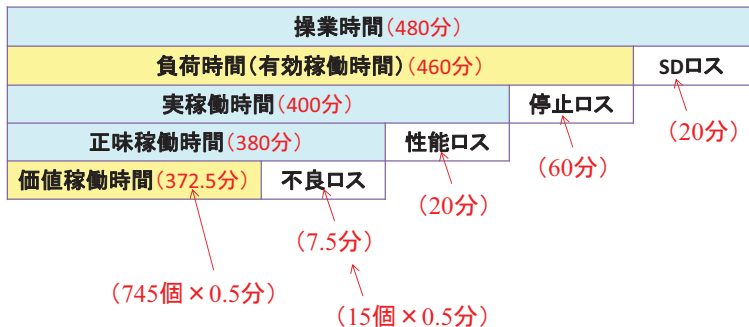 操業時間(480分)
負荷時間(有効稼働時間)(460分) SDロス
実稼働時間(400分) 停止ロス
(20分)
正味稼働時間(380分) 性能ロス
(60分)
価値稼働時間(372.5分) 不良ロス
(20分)
(7.5分)
(745個×0.5分)
(15個×0.5分)